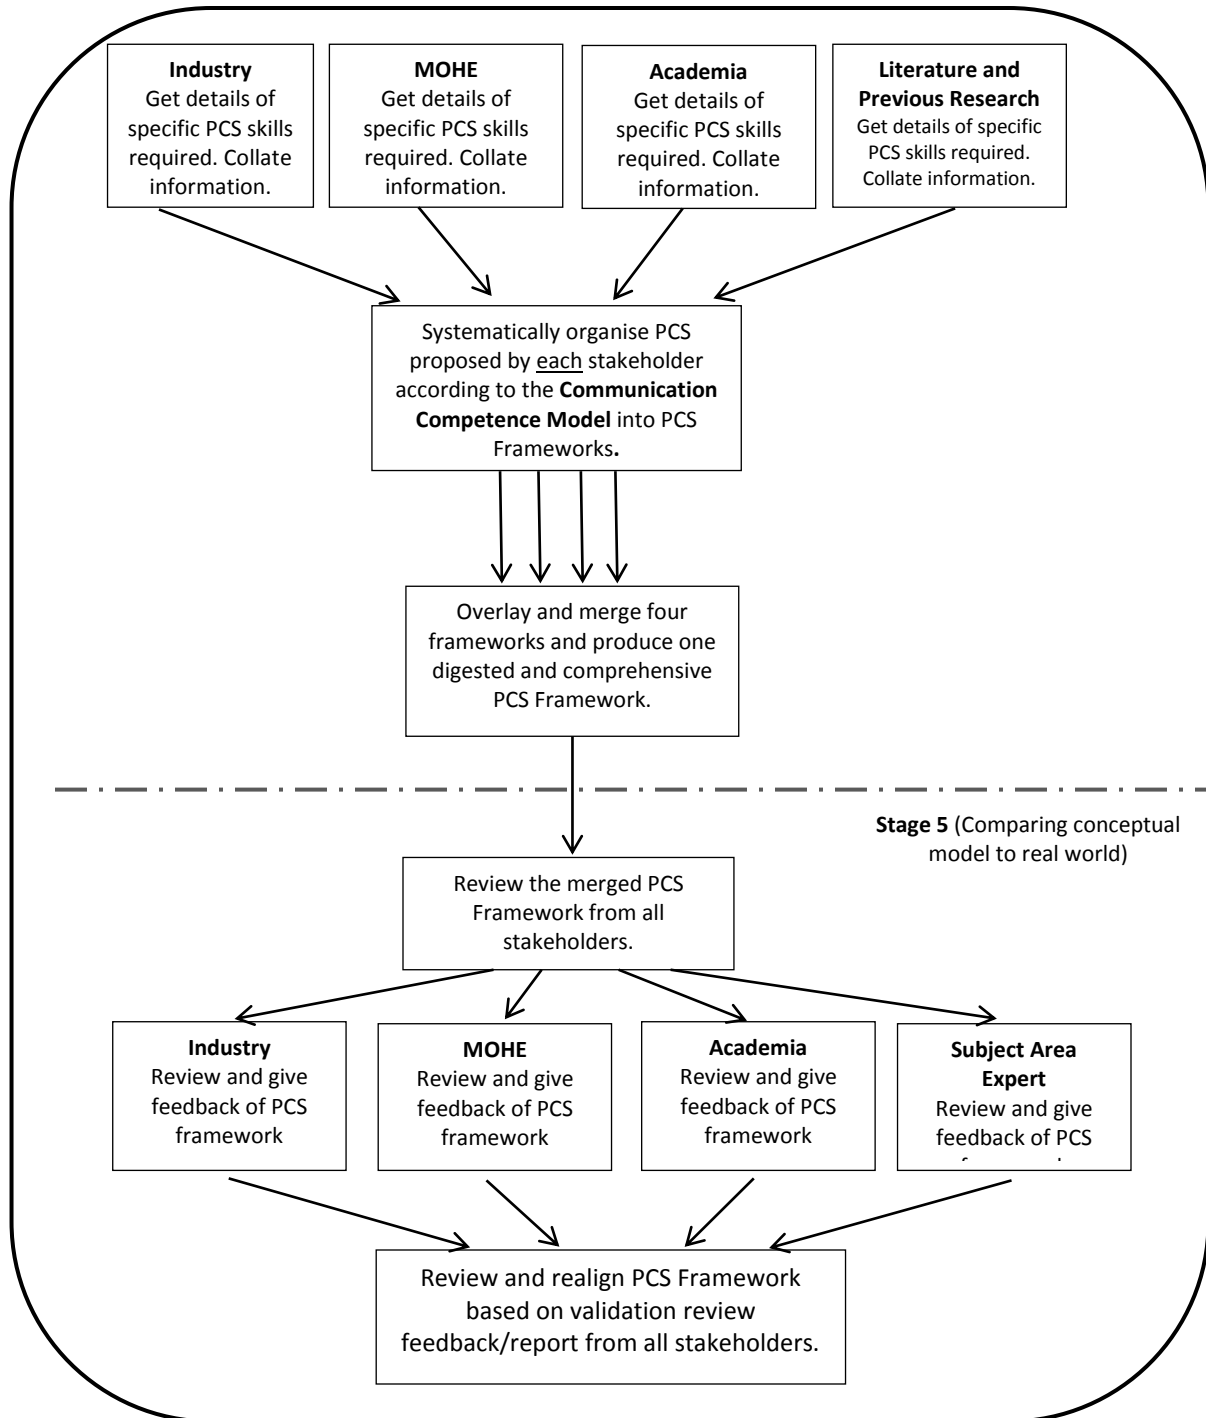 Industry
Get details of
specific PCS skills
required. Collate
information.
MOHE
Get details of
specific PCS skills
required. Collate
information.
Academia
Get details of
specific PCS skills
required. Collate
information.
Literature and
Previous Research
Get details of specific
PCS skills required.
Collate information.
Systematically organise PCS
proposed by each stakeholder
according to the Communication
Competence Model into PCS
Frameworks.
Overlay and merge four
frameworks and produce one
digested and comprehensive
PCS Framework.
Stage 5 (Comparing conceptual
model to real world)
Review the merged PCS
Framework from all
stakeholders.
Industry
Review and give
feedback of PCS
framework
MOHE
Review and give
feedback of PCS
framework
Academia
Review and give
feedback of PCS
framework
Subject Area
Expert
Review and give
feedback of PCS
Review and realign PCS Framework
based on validation review
feedback/report from all stakeholders.